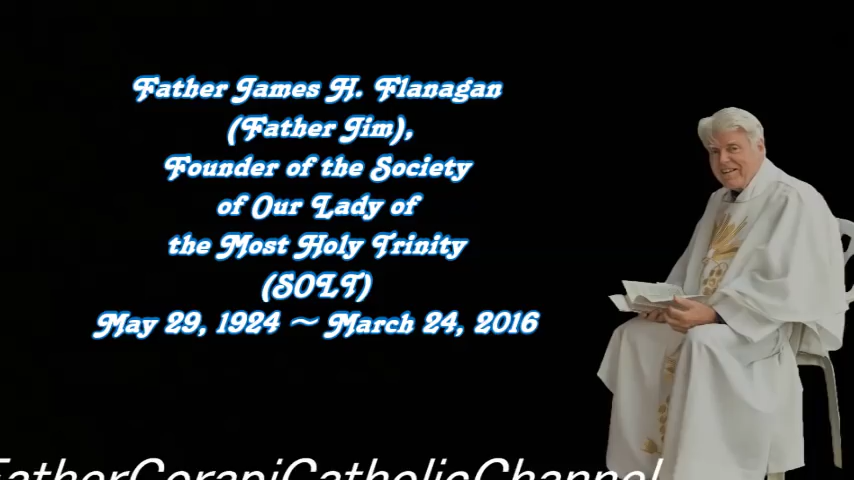 Father James H. Flanagan
(Father Jim),
Founder of the Society
of Our Lady of
the Most Holy Trinity
(SOLT)
May 29, 1924 ~ March 24, 2016
FatherCorapiCatholicChannel